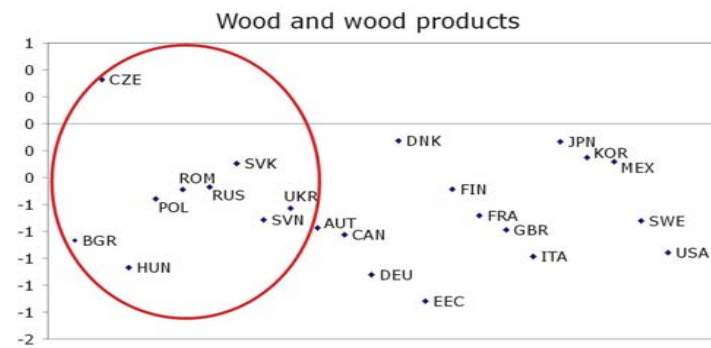 Wood and wood products
1
0
CZE
0
0
DNK
JPN
0
SVK
KOR
MEX
0
ROM
RUS
FIN
-1
POL
UKR
SVN
FRA
SWE
-1
BGR
AUT
CAN
GBR
-1
HUN
ITA
USA
DEU
-1
EEC
-1
-2